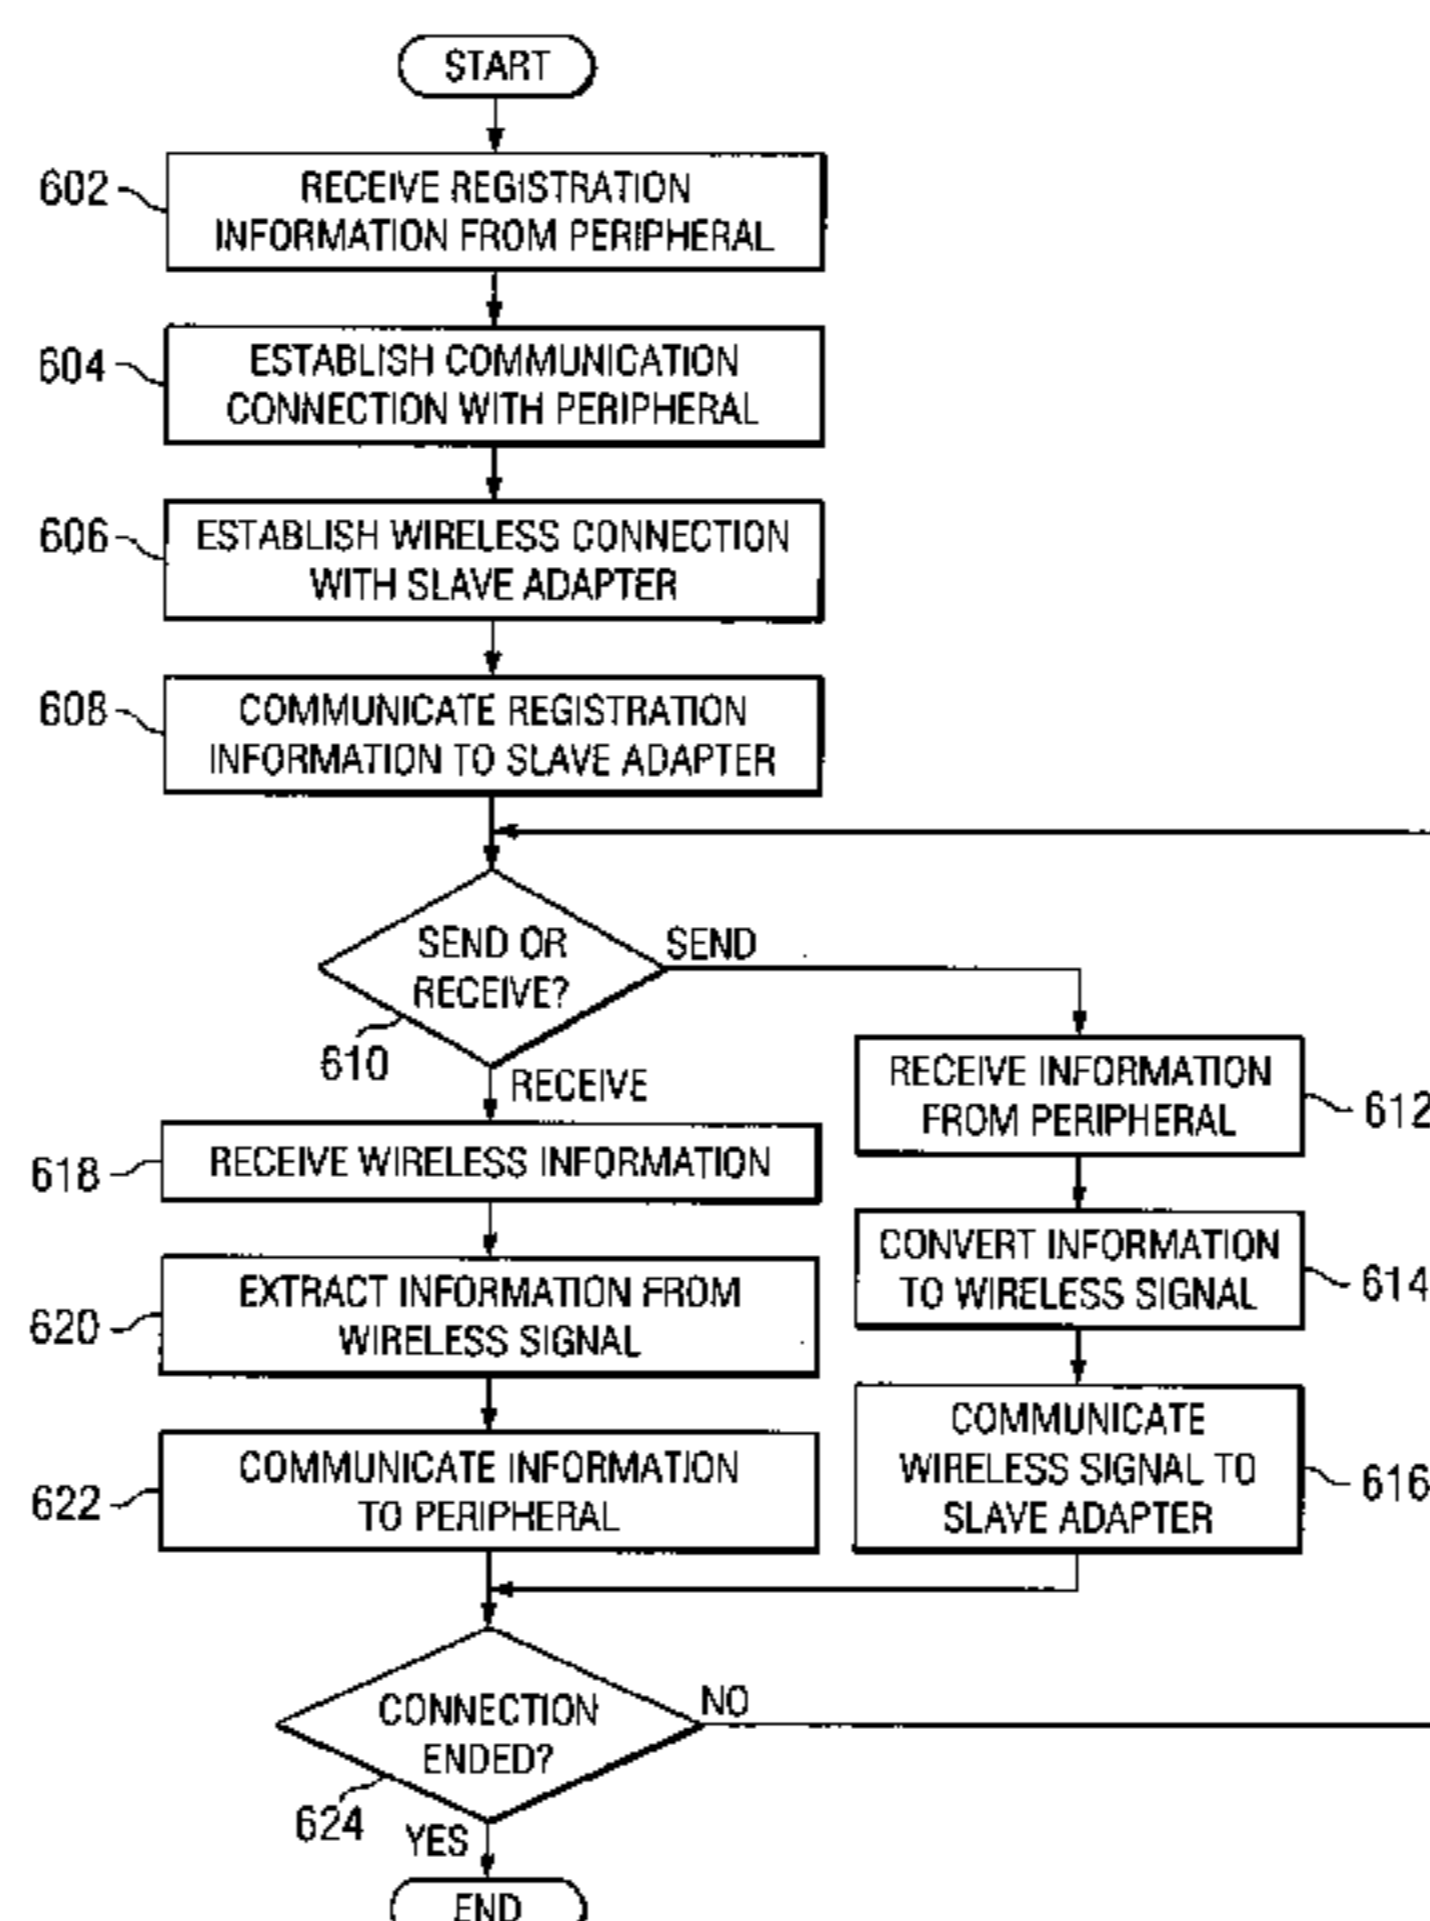 START
602
RECEIVE REGISTRATION
INFORMATION FROM PERIPHERAL
604
ESTABLISH COMMUNICATION
CONNECTION WITH PERIPHERAL
606
ESTABLISH WIRELESS CONNECTION
WITH SLAVE ADAPTER
608
COMMUNICATE REGISTRATION
INFORMATION TO SLAVE ADAPTER
SEND OR
RECEIVE?
SEND
610
RECEIVE
RECEIVE INFORMATION
FROM PERIPHERAL
612
618
RECEIVE WIRELESS INFORMATION
CONVERT INFORMATION
TO WIRELESS SIGNAL
614
620
EXTRACT INFORMATION FROM
WIRELESS SIGNAL
COMMUNICATE
WIRELESS SIGNAL TO
SLAVE ADAPTER
616
622
COMMUNICATE INFORMATION
TO PERIPHERAL
CONNECTION
ENDED?
NO
624
YES
END